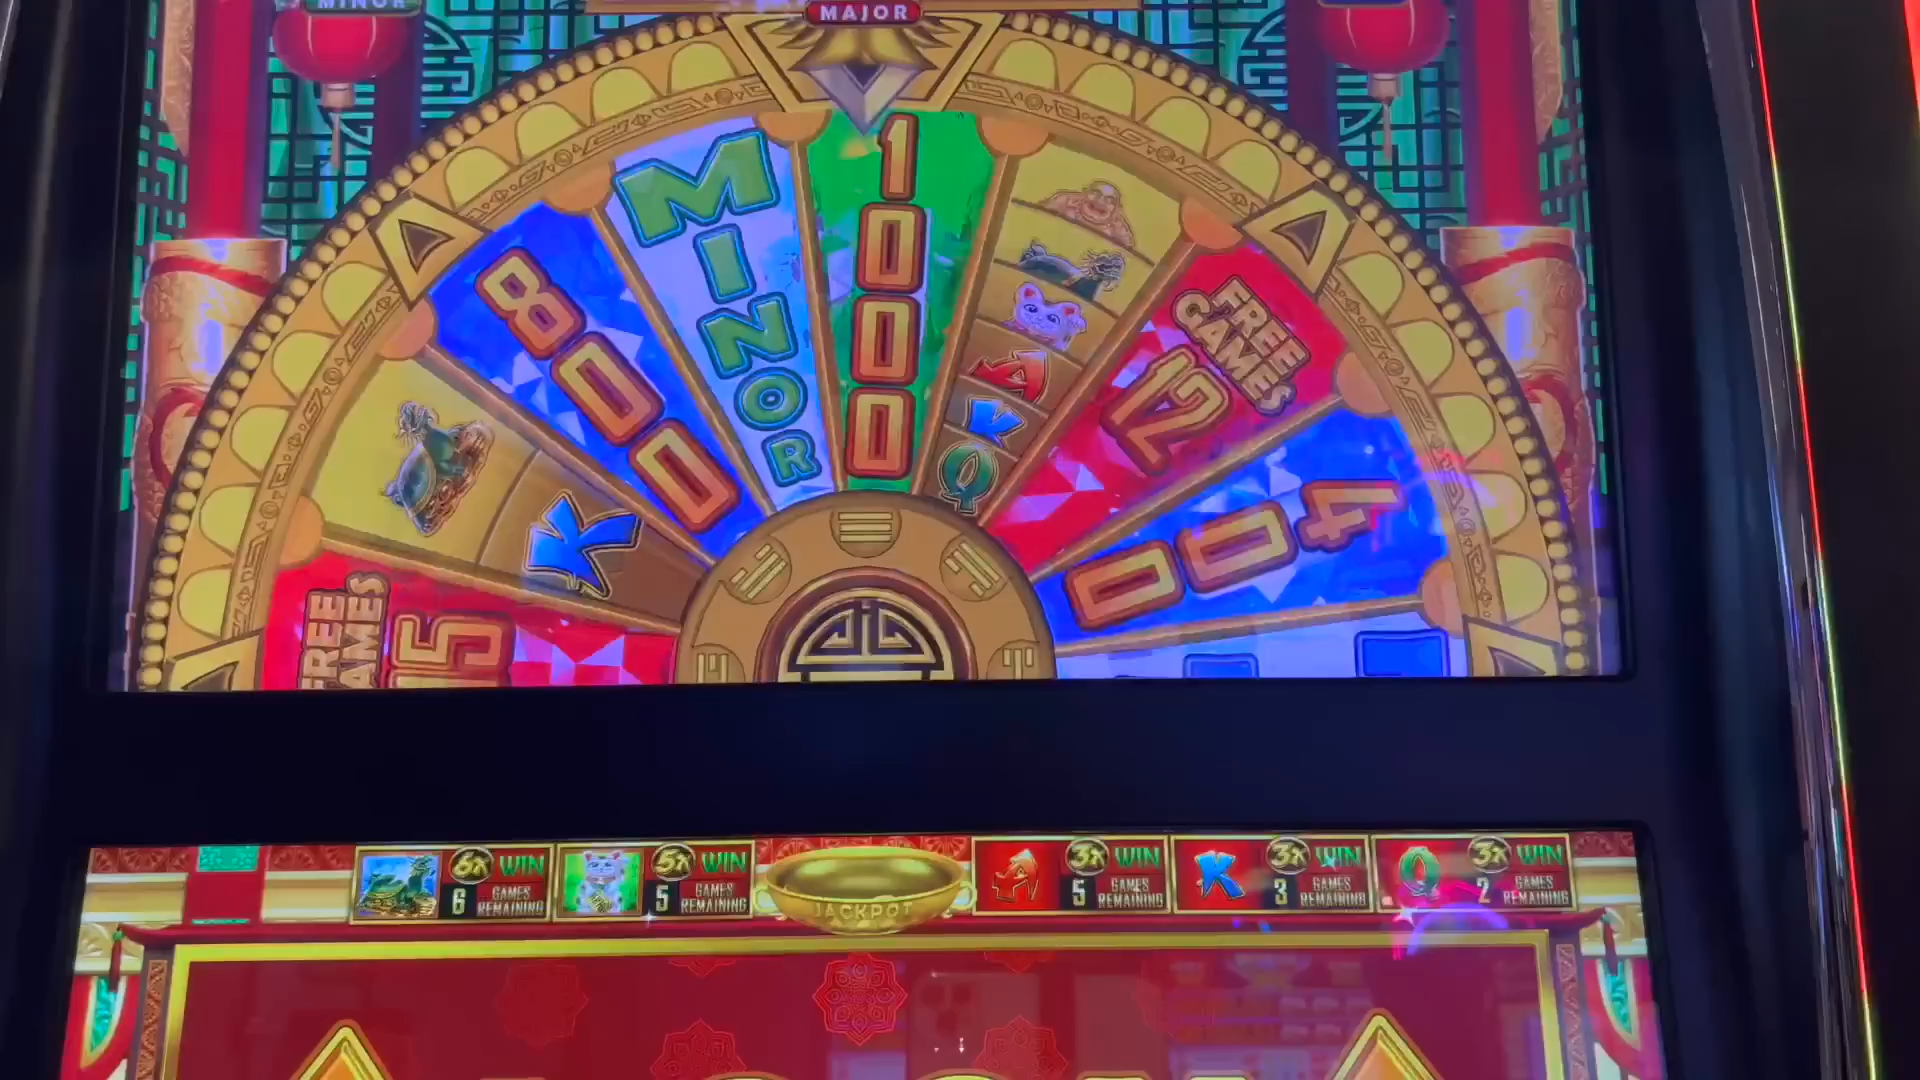 MINOR
MAJOR
MINOR
1000
800
FREE
GAMES
12
A
K
Q
400
K
FREE
GAMES
15
6X WIN
6 GAMES
REMAINING
5X WIN
5 GAMES
REMAINING
JACKPOT
A 3X WIN
5 GAMES
REMAINING
K 3X WIN
3 GAMES
REMAINING
Q 3X WIN
2 GAMES
REMAINING